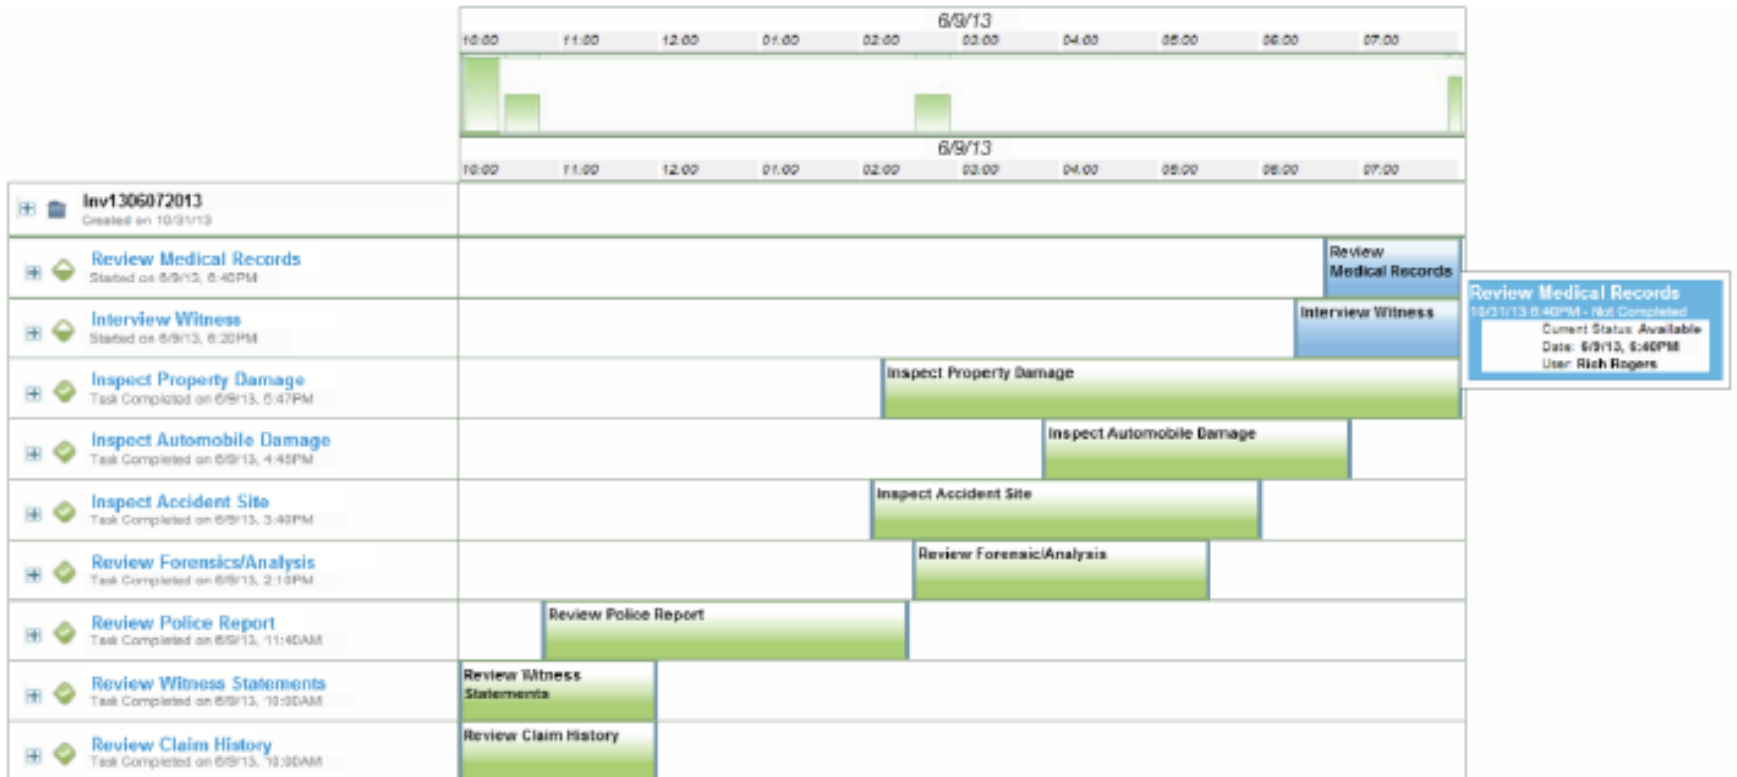 6/9/13
10:00 11:00 12:00 01:00 02:00 03:00 04:00 05:00 06:00 07:00
6/9/13
10:00 11:00 12:00 01:00 02:00 03:00 04:00 05:00 06:00 07:00
Inv1306072013
Created on 10/31/13
Review Medical Records
Started on 6/9/13, 6:40PM
Review
Medical Records
Review Medical Records
10/31/13 6:40PM - Not Completed
Current Status: Available
Date: 6/9/13, 6:40PM
User: Rich Rogers
Interview Witness
Started on 6/9/13, 6:20PM
Interview Witness
Inspect Property Damage
Task Completed on 6/9/13,
Inspect Property Damage
Inspect Automobile Damage
Task Completed on 6/9/13, 4:45PM
Inspect Automobile Damage
Inspect Accident Site
Task Completed on 6/9/13, 3:40PM
Inspect Accident Site
Review Forensics/Analysis
Task Completed on 6/9/13, 2:10PM
Review Forensic/Analysis
Review Police Report
Task Completed on 6/9/13, 11:40AM
Review Police Report
Review Witness Statements
Task Completed on 6/9/13, 10:00AM
Review Witness
Statements
Review Claim History
Task Completed on 6/9/13, 10:00AM
Review Claim History